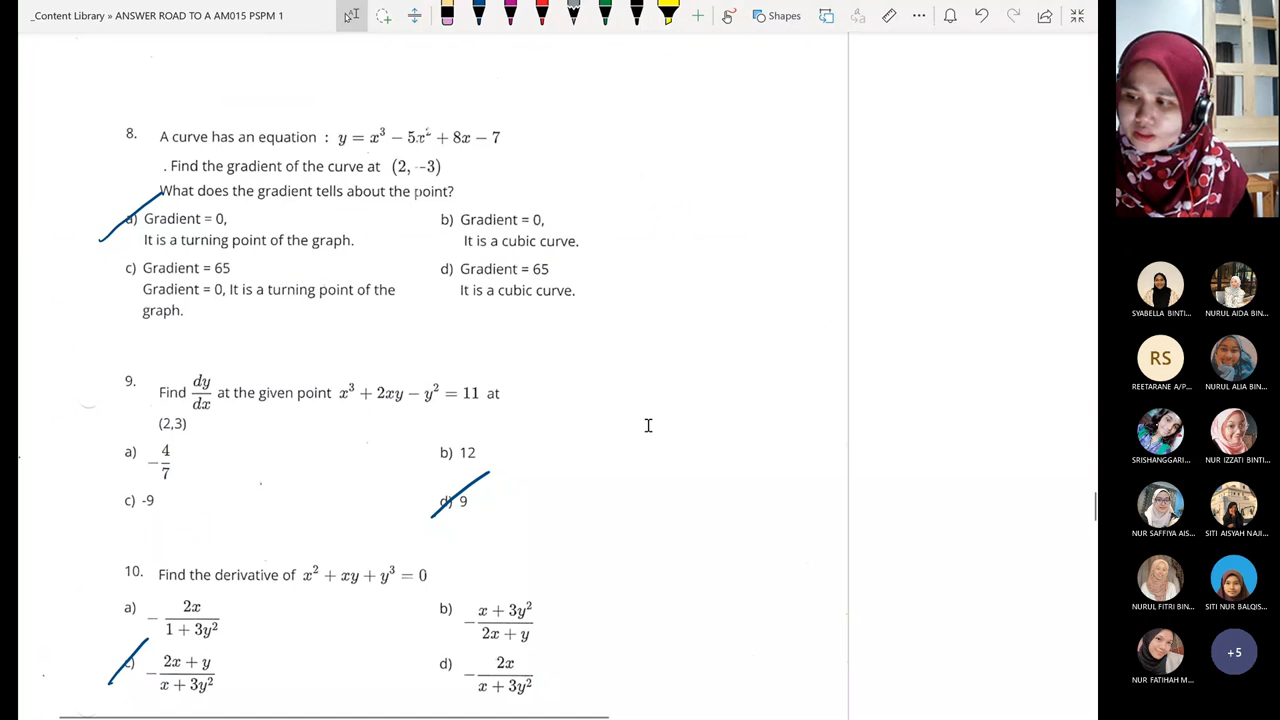 _Content Library » ANSWER ROAD TO A AM015 PSPM 1
Shapes
8. A curve has an equation : y = x³ − 5x² + 8x − 7
. Find the gradient of the curve at (2, −3)
What does the gradient tells about the point?
a) Gradient = 0,
It is a turning point of the graph.
b) Gradient = 0,
It is a cubic curve.
c) Gradient = 65
Gradient = 0, It is a turning point of the
graph.
d) Gradient = 65
It is a cubic curve.
9. Find dy/dx at the given point x³ + 2xy − y² = 11 at
(2,3)
a) −4/7
b) 12
c) -9
d) 9
10. Find the derivative of x² + xy + y³ = 0
a) −2x/(1 + 3y²)
b) −(x + 3y²)/(2x + y)
c) −(2x + y)/(x + 3y²)
d) −2x/(x + 3y²)
SYABELLA BINTI...
NURUL AIDA BIN...
RS
REETARANE A/P...
NURUL ALIA BIN...
SRISHANGGARI...
NUR IZZATI BINTI...
NUR SAFFIYA AIS...
SITI AISYAH NAJI...
NURUL FITRI BIN...
SITI NUR BALQIS...
NUR FATIHAH M...
+5